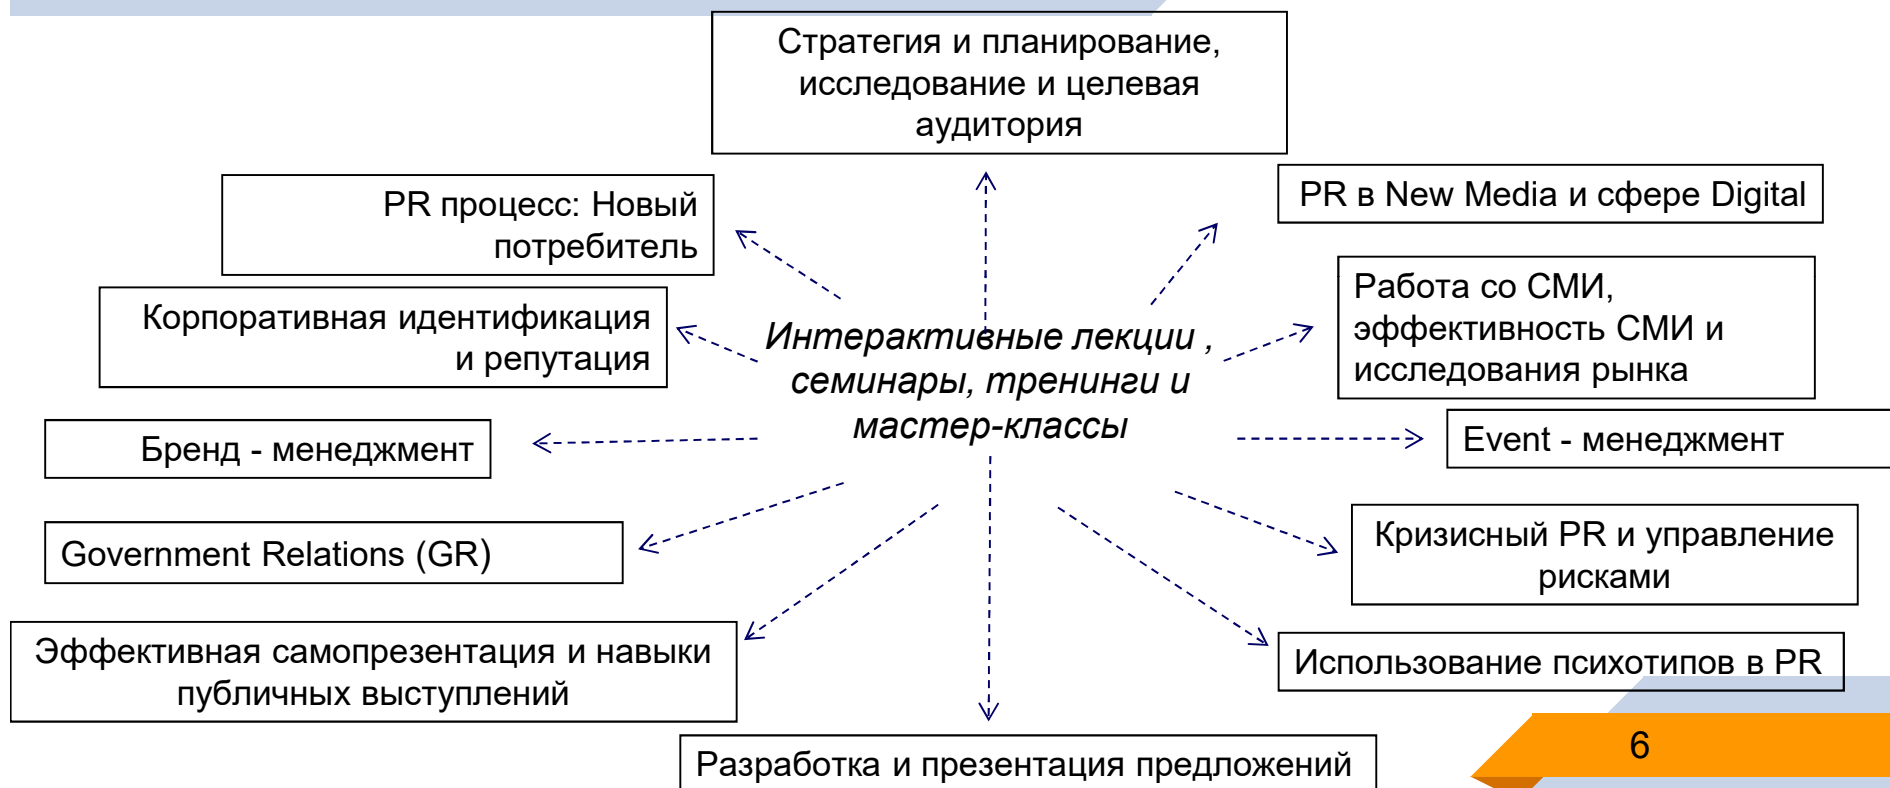 Стратегия и планирование,
исследование и целевая
аудитория
PR процесс: Новый
потребитель
PR в New Media и сфере Digital
Корпоративная идентификация
и репутация
Работа со СМИ,
эффективность СМИ и
исследования рынка
Интерактивные лекции ,
семинары, тренинги и
мастер-классы
Бренд - менеджмент
Event - менеджмент
Government Relations (GR)
Кризисный PR и управление
рисками
Эффективная самопрезентация и навыки
публичных выступлений
Использование психотипов в PR
Разработка и презентация предложений
6